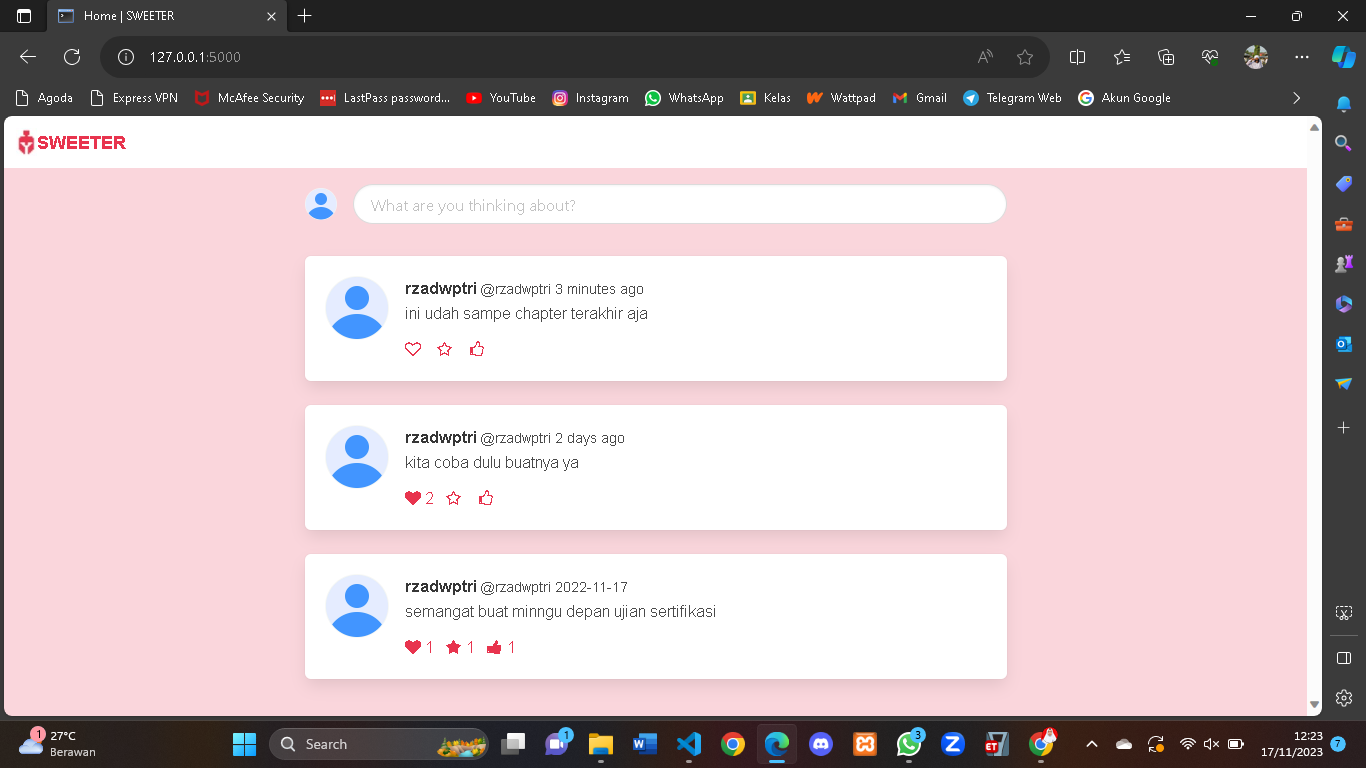 Home | SWEETER
127.0.0.1:5000
Agoda Express VPN McAfee Security LastPass password... YouTube Instagram WhatsApp Kelas Wattpad Gmail Telegram Web Akun Google
SWEETER
What are you thinking about?
rzadwptri @rzadwptri 3 minutes ago
ini udah sampe chapter terakhir aja
rzadwptri @rzadwptri 2 days ago
kita coba dulu buatnya ya
2
rzadwptri @rzadwptri 2022-11-17
semangat buat minngu depan ujian sertifikasi
1 1 1
1 27°C
Berawan
Search
1
3
12:23
17/11/2023
7